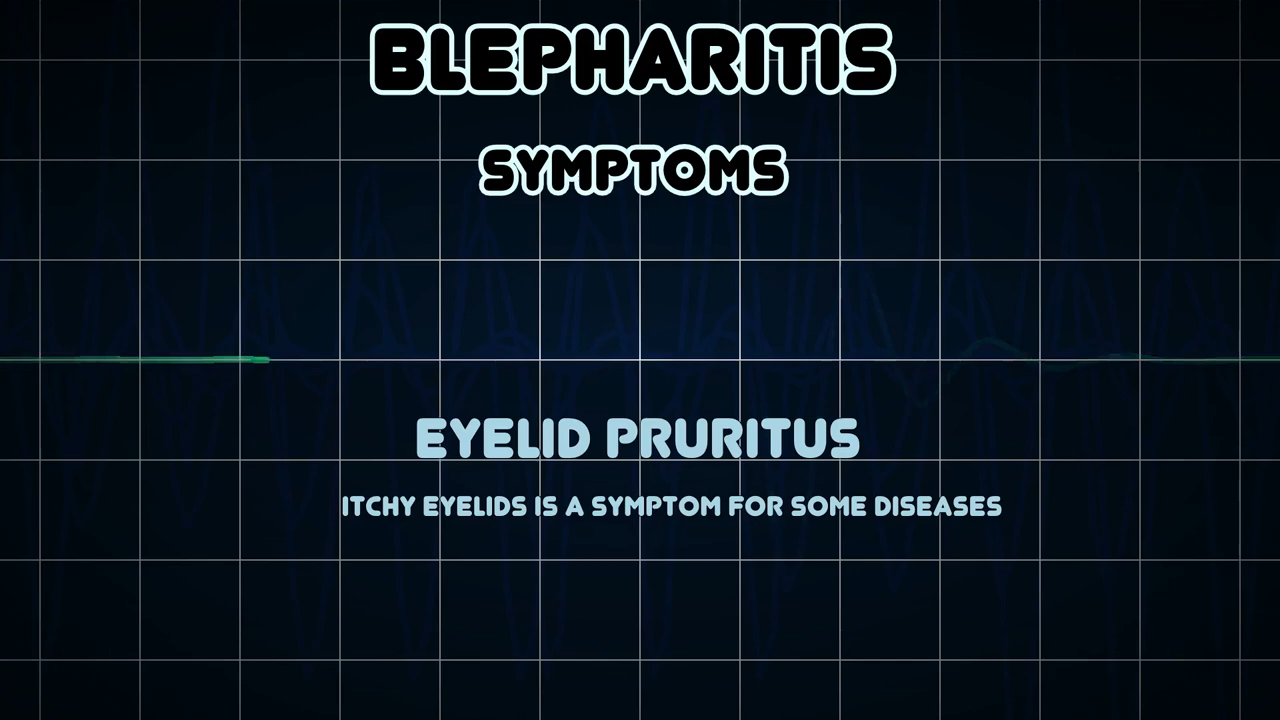 BLEPHARITIS
SYMPTOMS
EYELID PRURITUS
ITCHY EYELIDS IS A SYMPTOM FOR SOME DISEASES